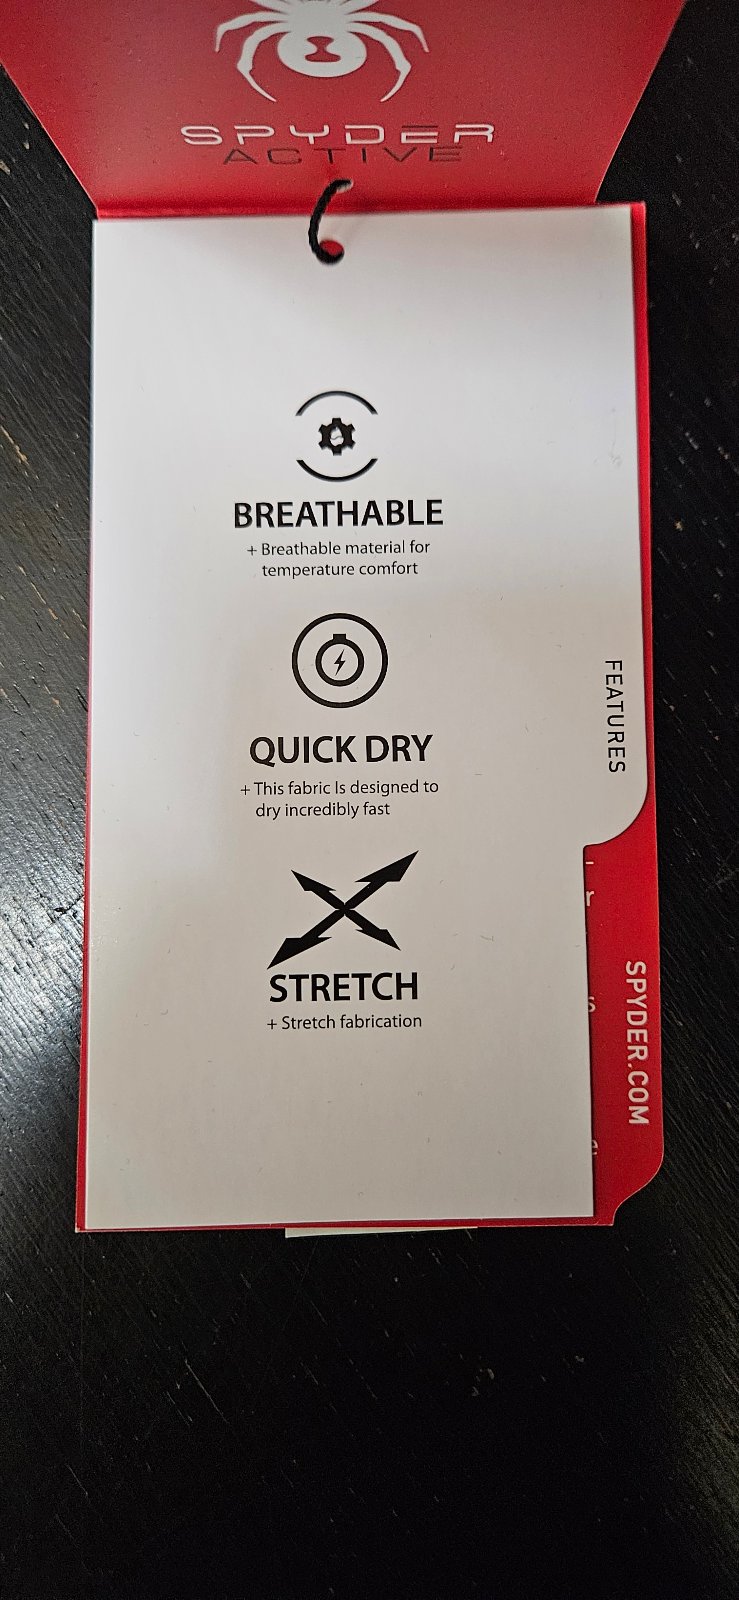 SPYDER
ACTIVE
BREATHABLE
+ Breathable material for
temperature comfort
QUICK DRY
+ This fabric Is designed to
dry incredibly fast
STRETCH
+ Stretch fabrication
FEATURES
SPYDER.COM